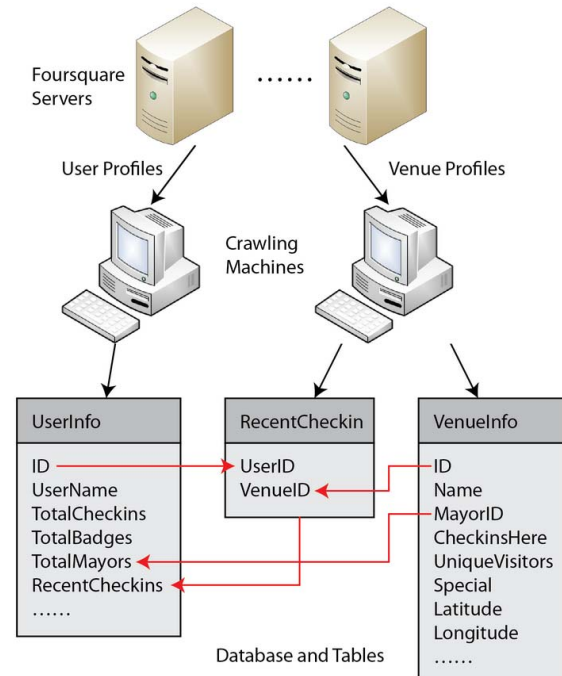 Foursquare
Servers
......
User Profiles
Venue Profiles
Crawling
Machines
UserInfo
ID
UserName
TotalCheckins
TotalBadges
TotalMayors
RecentCheckins
......
RecentCheckin
UserID
VenueID
VenueInfo
ID
Name
MayorID
CheckinsHere
UniqueVisitors
Special
Latitude
Longitude
......
Database and Tables